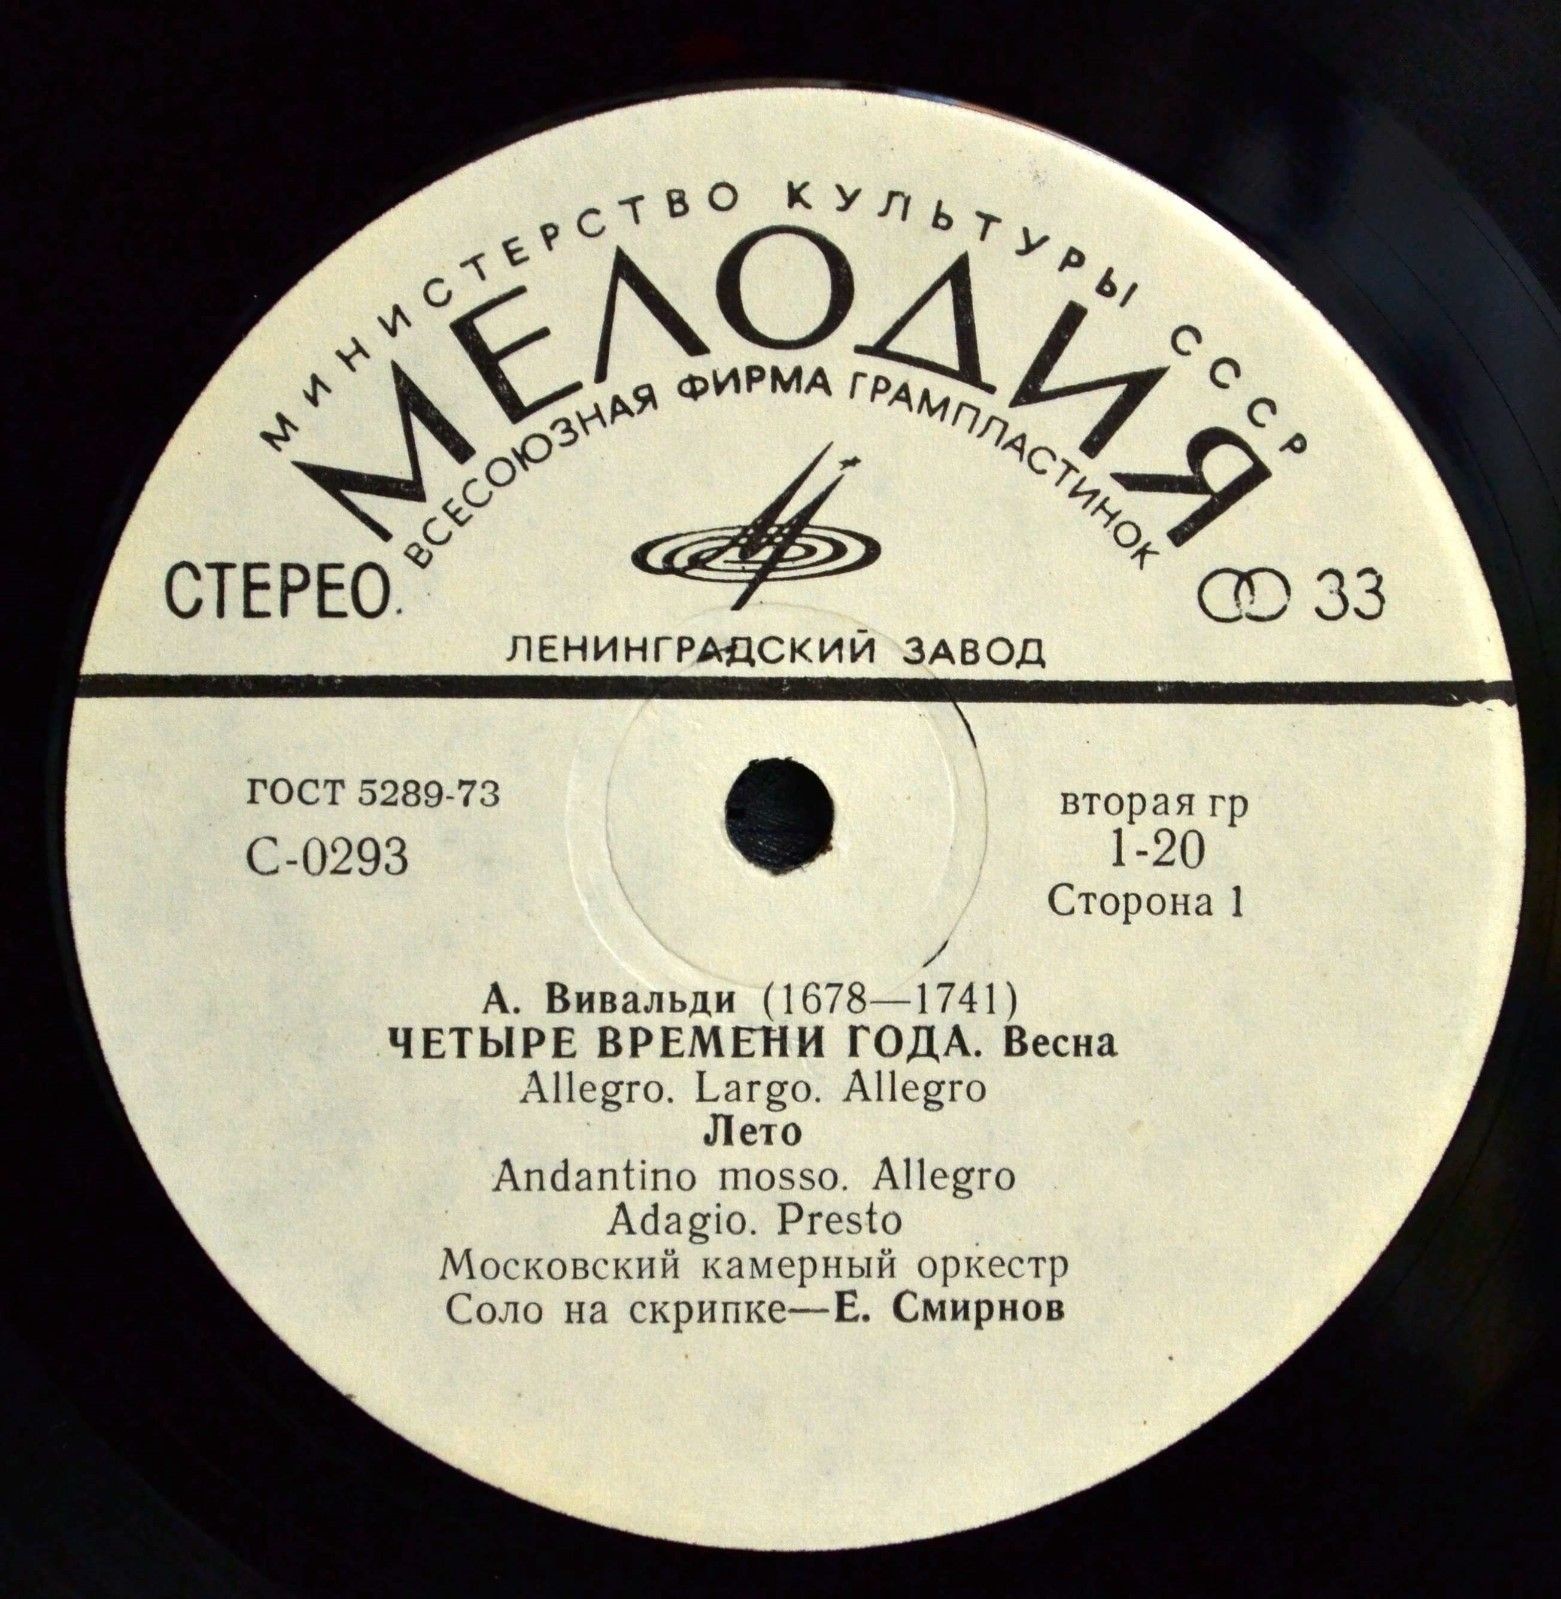 МИНИСТЕРСТВО КУЛЬТУРЫ СССР
МЕЛОДИЯ
ВСЕСОЮЗНАЯ ФИРМА ГРАМПЛАСТИНОК
СТЕРЕО.
33
ЛЕНИНГРАДСКИЙ ЗАВОД
ГОСТ 5289-73
С-0293
вторая гр
1-20
Сторона 1
А. Вивальди (1678—1741)
ЧЕТЫРЕ ВРЕМЕНИ ГОДА. Весна
Allegro. Largo. Allegro
Лето
Andantino mosso. Allegro
Adagio. Presto
Московский камерный оркестр
Соло на скрипке—Е. Смирнов